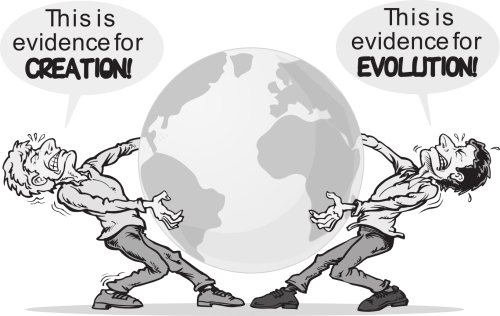 This is
evidence for
CREATION!
This is
evidence for
EVOLUTION!